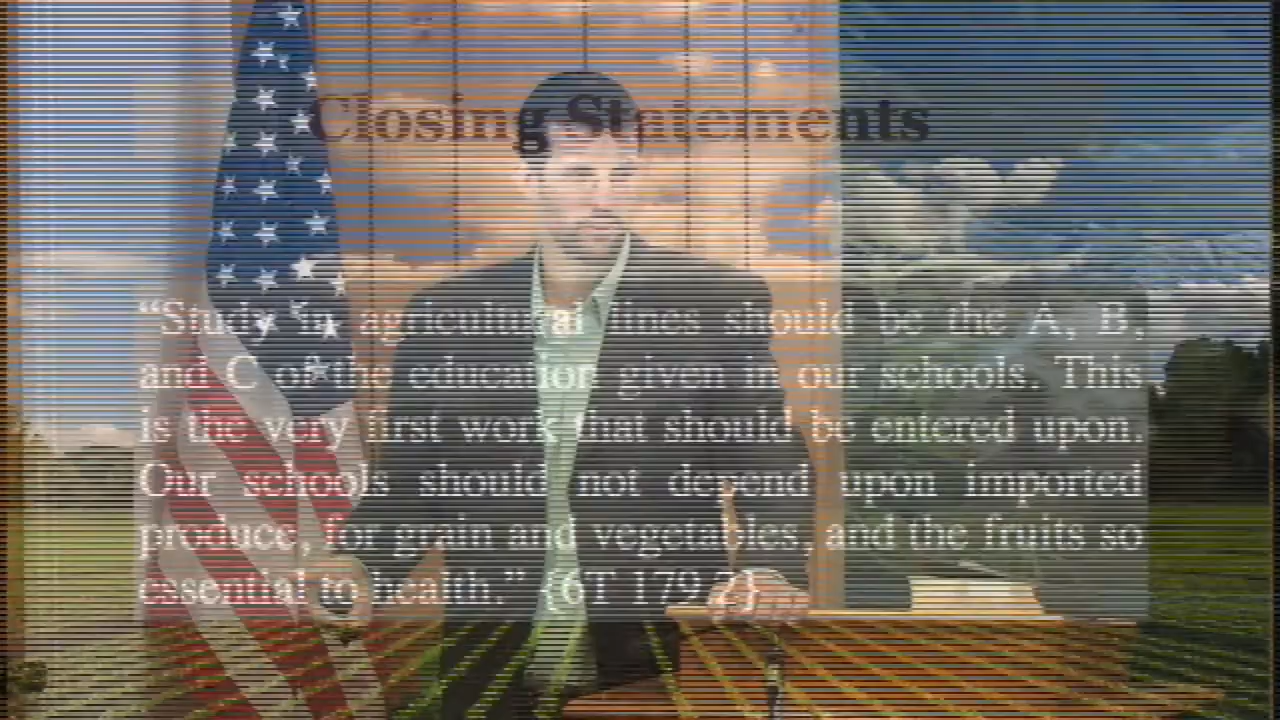 Closing Statements
“Study in agricultural lines should be the A, B,
and C of the education given in our schools. This
is the very first work that should be entered upon.
Our schools should not depend upon imported
produce, for grain and vegetables, and the fruits so
essential to health.” {6T 179